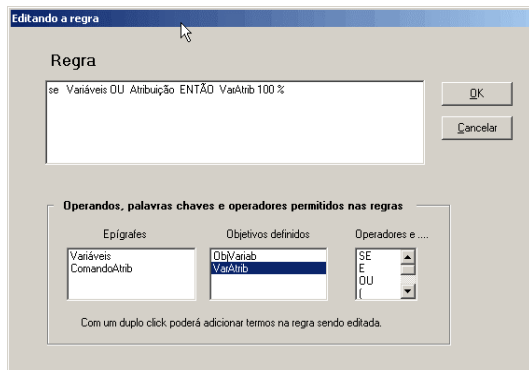 Editando a regra
Regra
se Variáveis OU Atribuição ENTÃO VarAtrib 100 %
OK
Cancelar
Operandos, palavras chaves e operadores permitidos nas regras
Epígrafes
Objetivos definidos
Operadores e ....
Variáveis
ComandoAtrib
ObjVariab
VarAtrib
SE
E
OU
(
Com um duplo click poderá adicionar termos na regra sendo editada.